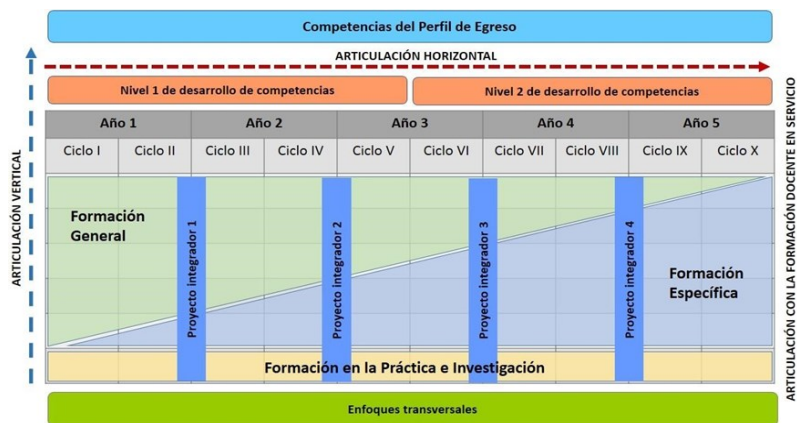 Competencias del Perfil de Egreso
ARTICULACIÓN HORIZONTAL
Nivel 1 de desarrollo de competencias
Nivel 2 de desarrollo de competencias
Año 1
Año 2
Año 3
Año 4
Año 5
Ciclo I
Ciclo II
Ciclo III
Ciclo IV
Ciclo V
Ciclo VI
Ciclo VII
Ciclo VIII
Ciclo IX
Ciclo X
ARTICULACIÓN VERTICAL
Formación
General
Proyecto integrador 1
Proyecto integrador 2
Proyecto integrador 3
Proyecto integrador 4
Formación
Específica
ARTICULACIÓN CON LA FORMACIÓN DOCENTE EN SERVICIO
Formación en la Práctica e Investigación
Enfoques transversales